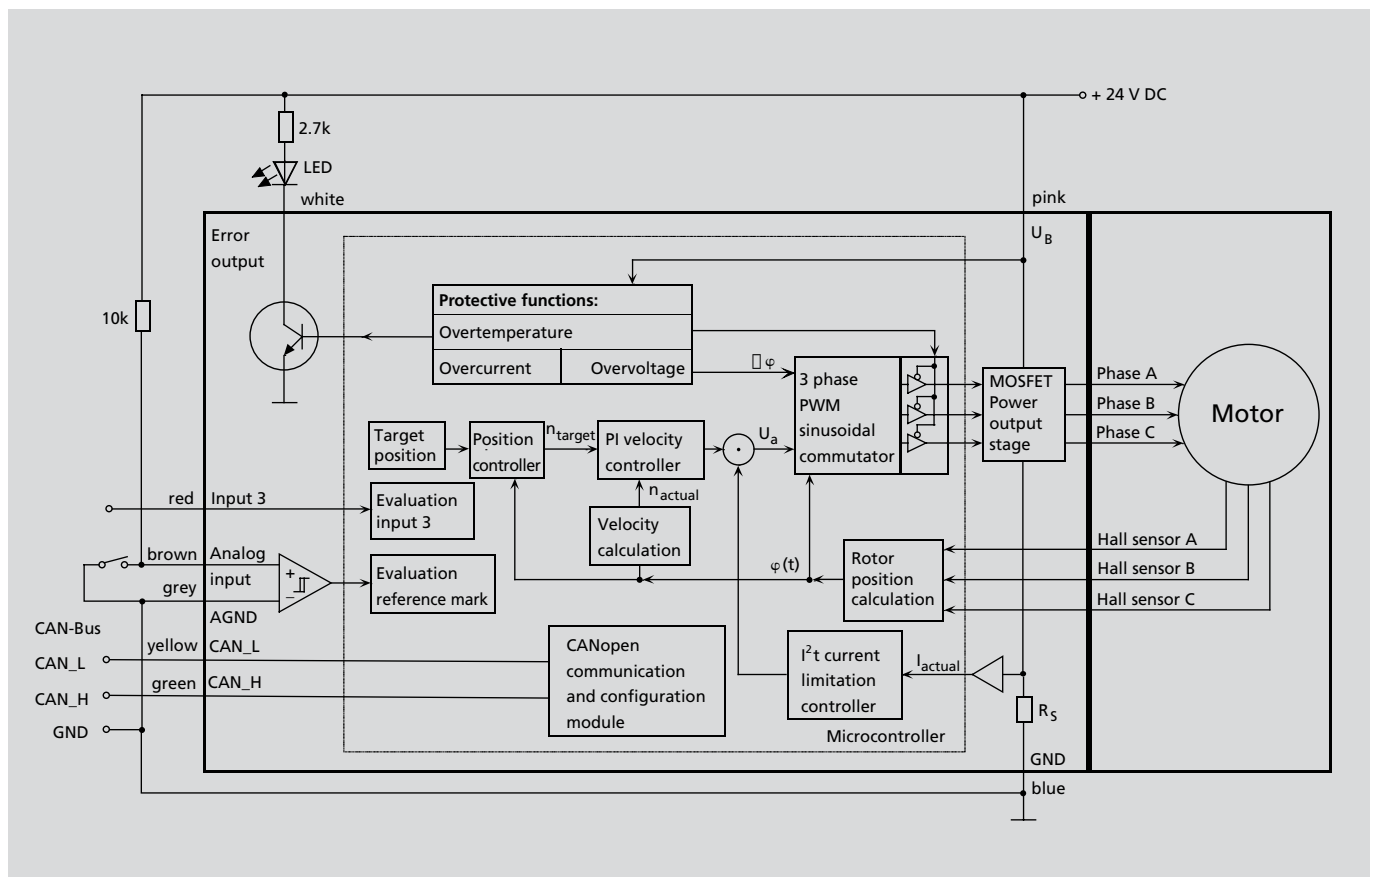 + 24 V DC
2.7k
LED
white
pink
Error
output
U_B
10k
Protective functions:
Overtemperature
Overcurrent
Overvoltage
▯ φ
3 phase
PWM
sinusoidal
commutator
MOSFET
Power
output
stage
Phase A
Phase B
Phase C
Motor
Target
position
Position
controller
n_target
PI velocity
controller
U_a
n_actual
red
Input 3
Evaluation
input 3
Velocity
calculation
brown
Analog
input
grey
AGND
+
−
Evaluation
reference mark
φ(t)
Rotor
position
calculation
Hall sensor A
Hall sensor B
Hall sensor C
CAN-Bus
CAN_L
yellow
CAN_L
CAN_H
green
CAN_H
GND
CANopen
communication
and configuration
module
I²t current
limitation
controller
I_actual
R_S
Microcontroller
GND
blue